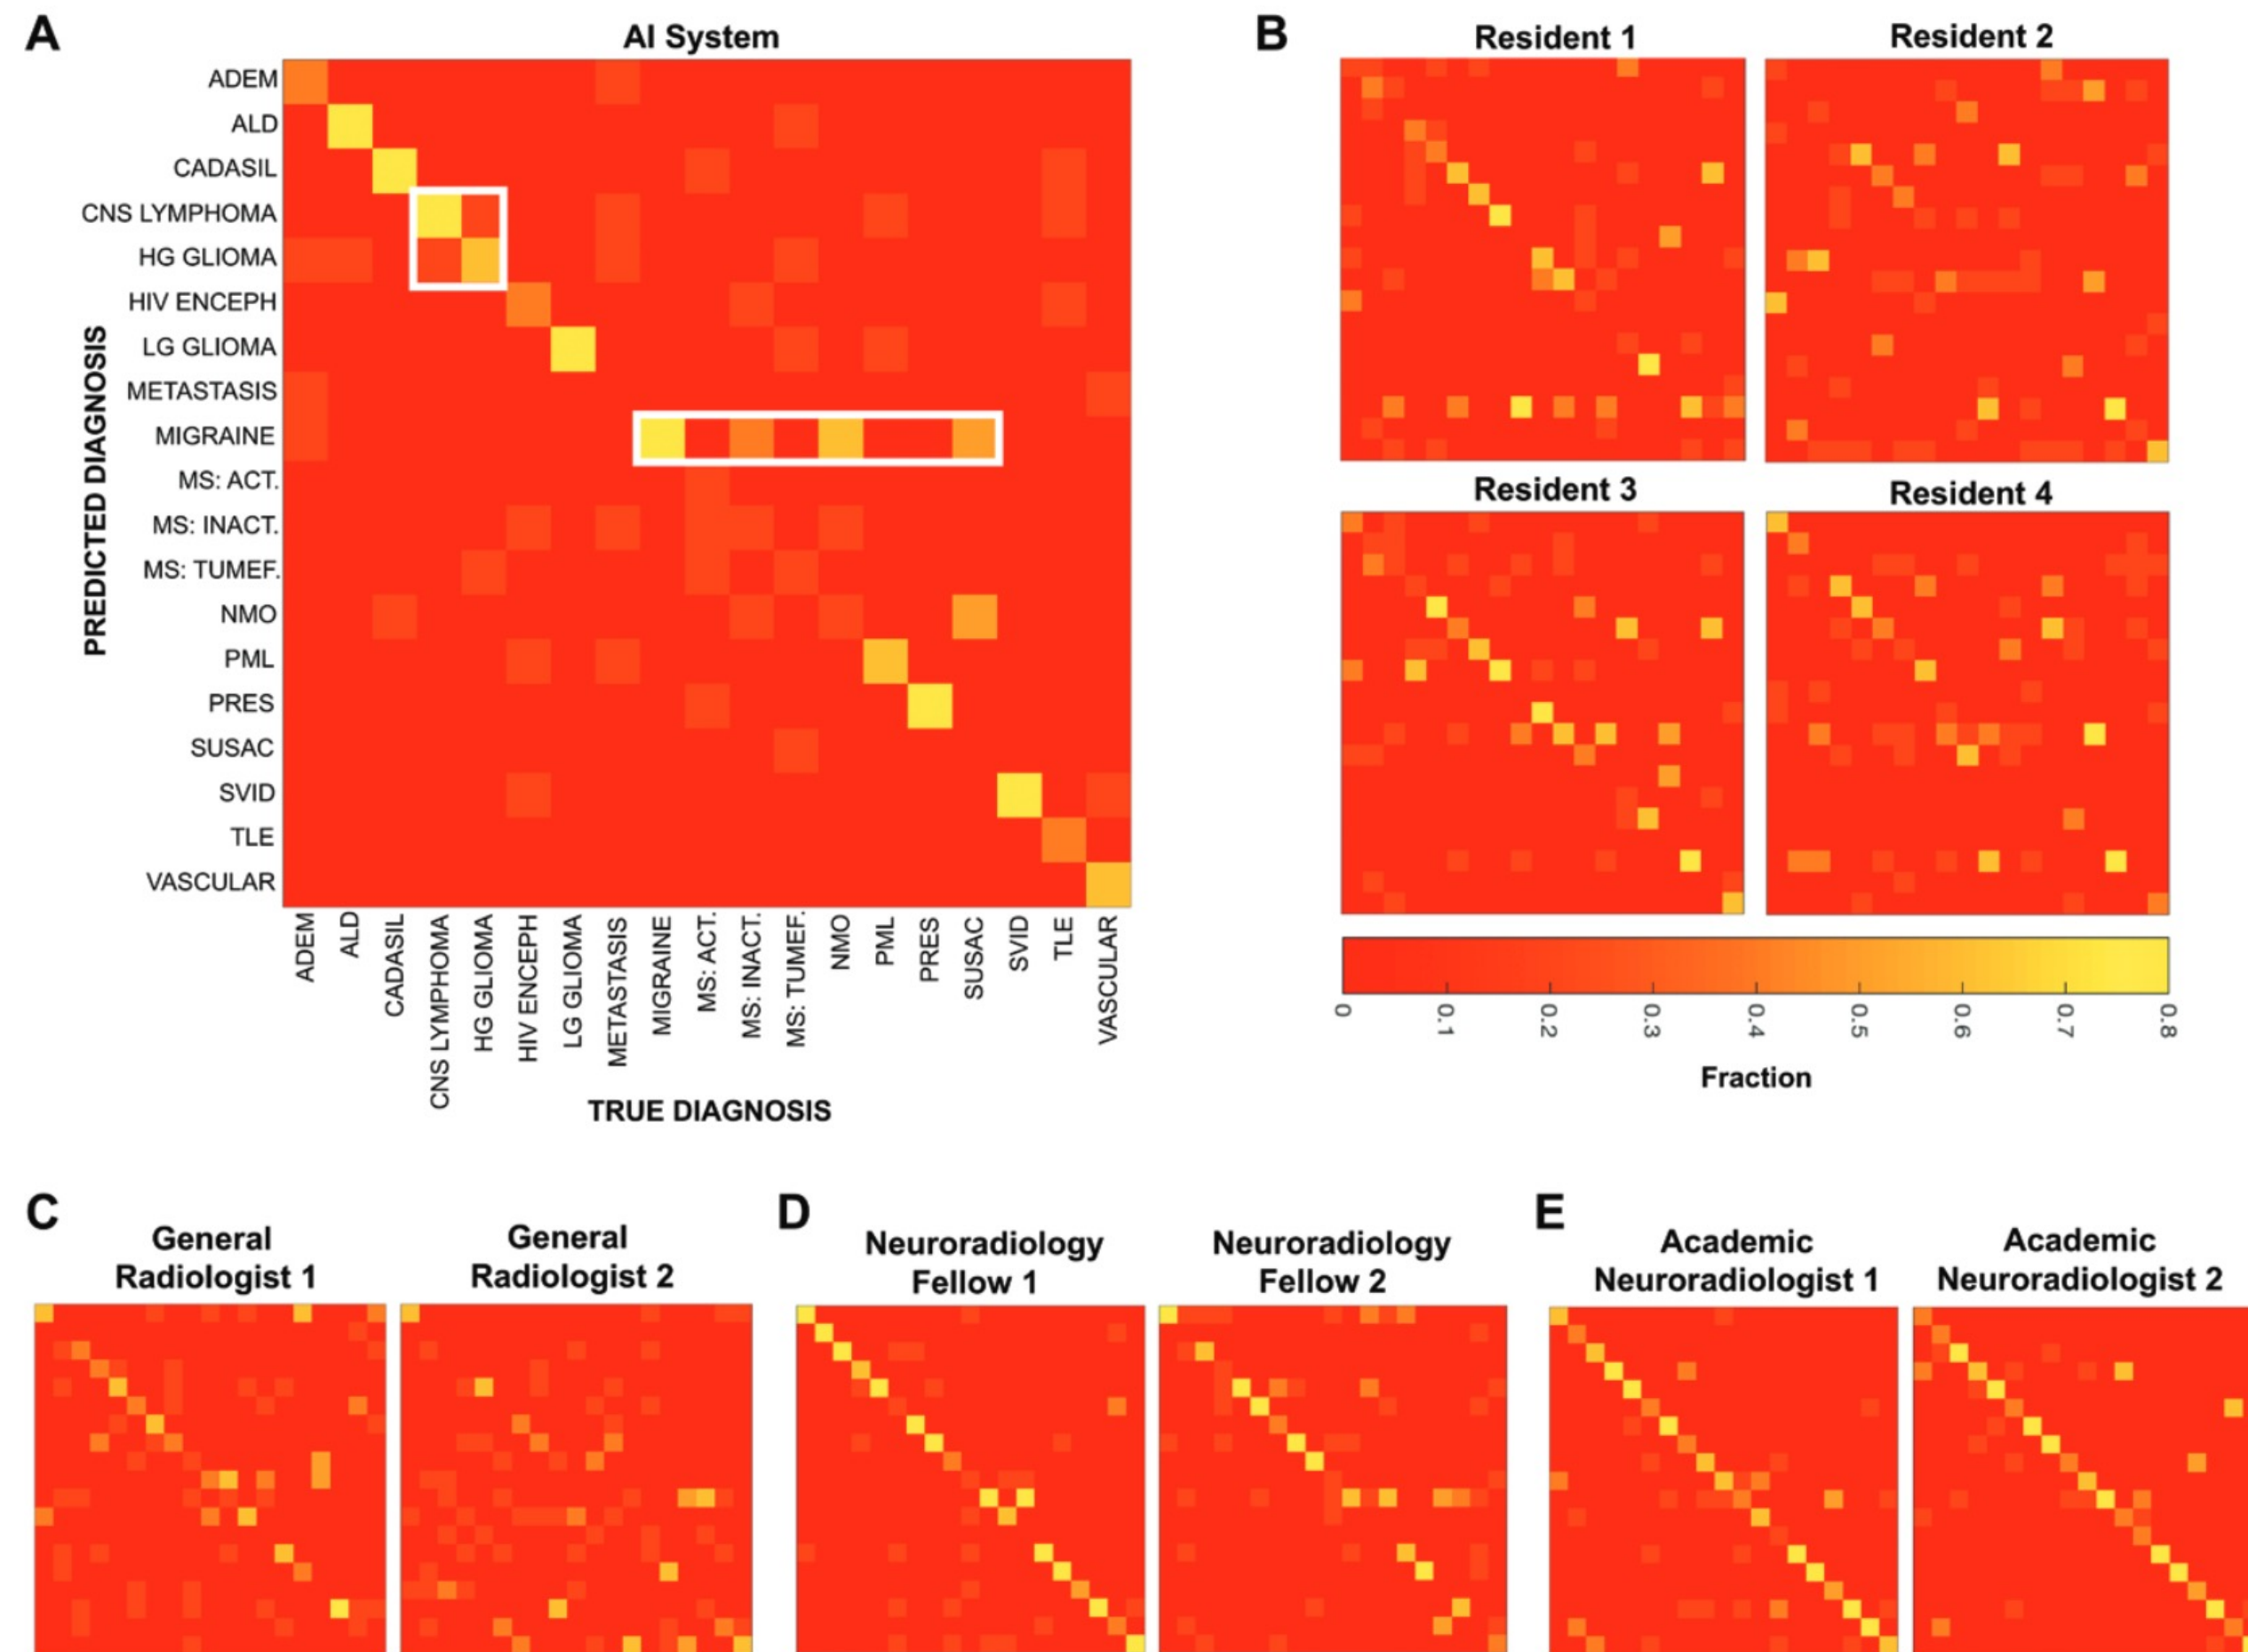 A
AI System
PREDICTED DIAGNOSIS
ADEM
ALD
CADASIL
CNS LYMPHOMA
HG GLIOMA
HIV ENCEPH
LG GLIOMA
METASTASIS
MIGRAINE
MS: ACT.
MS: INACT.
MS: TUMEF.
NMO
PML
PRES
SUSAC
SVID
TLE
VASCULAR
ADEM
ALD
CADASIL
CNS LYMPHOMA
HG GLIOMA
HIV ENCEPH
LG GLIOMA
METASTASIS
MIGRAINE
MS: ACT.
MS: INACT.
MS: TUMEF.
NMO
PML
PRES
SUSAC
SVID
TLE
VASCULAR
TRUE DIAGNOSIS
B
Resident 1
Resident 2
Resident 3
Resident 4
0 0.1 0.2 0.3 0.4 0.5 0.6 0.7 0.8
Fraction
C
General
Radiologist 1
General
Radiologist 2
D
Neuroradiology
Fellow 1
Neuroradiology
Fellow 2
E
Academic
Neuroradiologist 1
Academic
Neuroradiologist 2